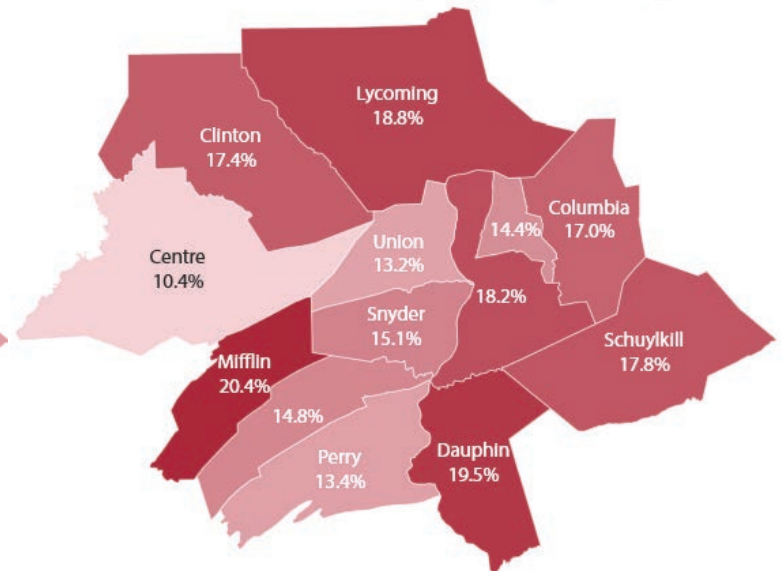 Lycoming
18.8%
Clinton
17.4%
Columbia
17.0%
14.4%
Union
13.2%
Centre
10.4%
18.2%
Snyder
15.1%
Schuylkill
17.8%
Mifflin
20.4%
14.8%
Perry
13.4%
Dauphin
19.5%